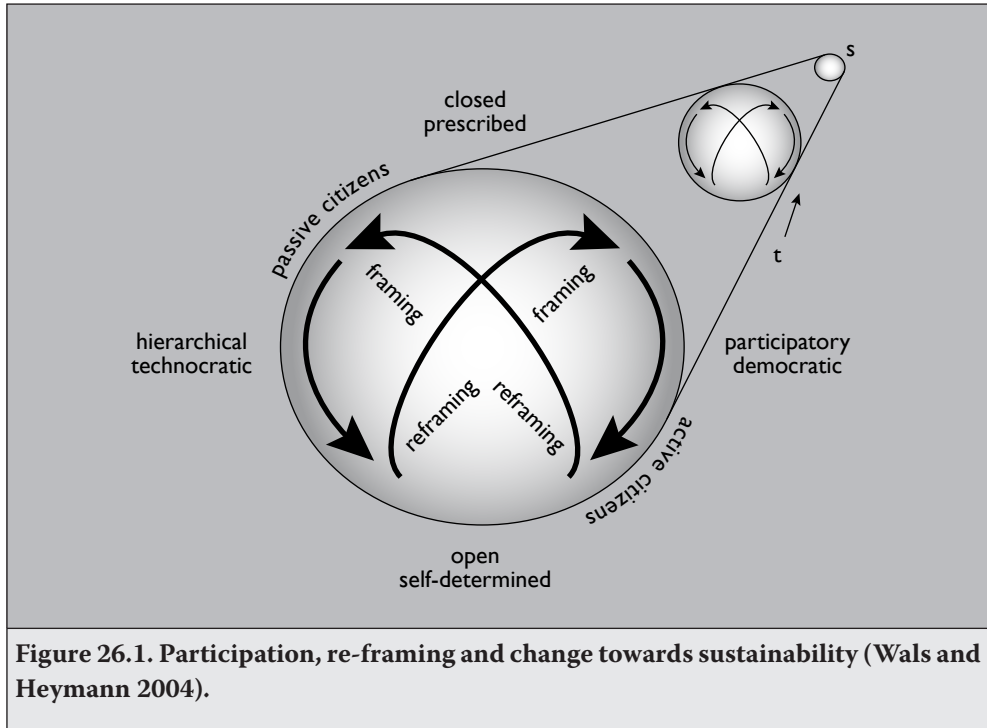 s
closed
prescribed
t
passive citizens
framing
framing
hierarchical
technocratic
participatory
democratic
reframing
reframing
active citizens
open
self-determined
Figure 26.1. Participation, re-framing and change towards sustainability (Wals and
Heymann 2004).